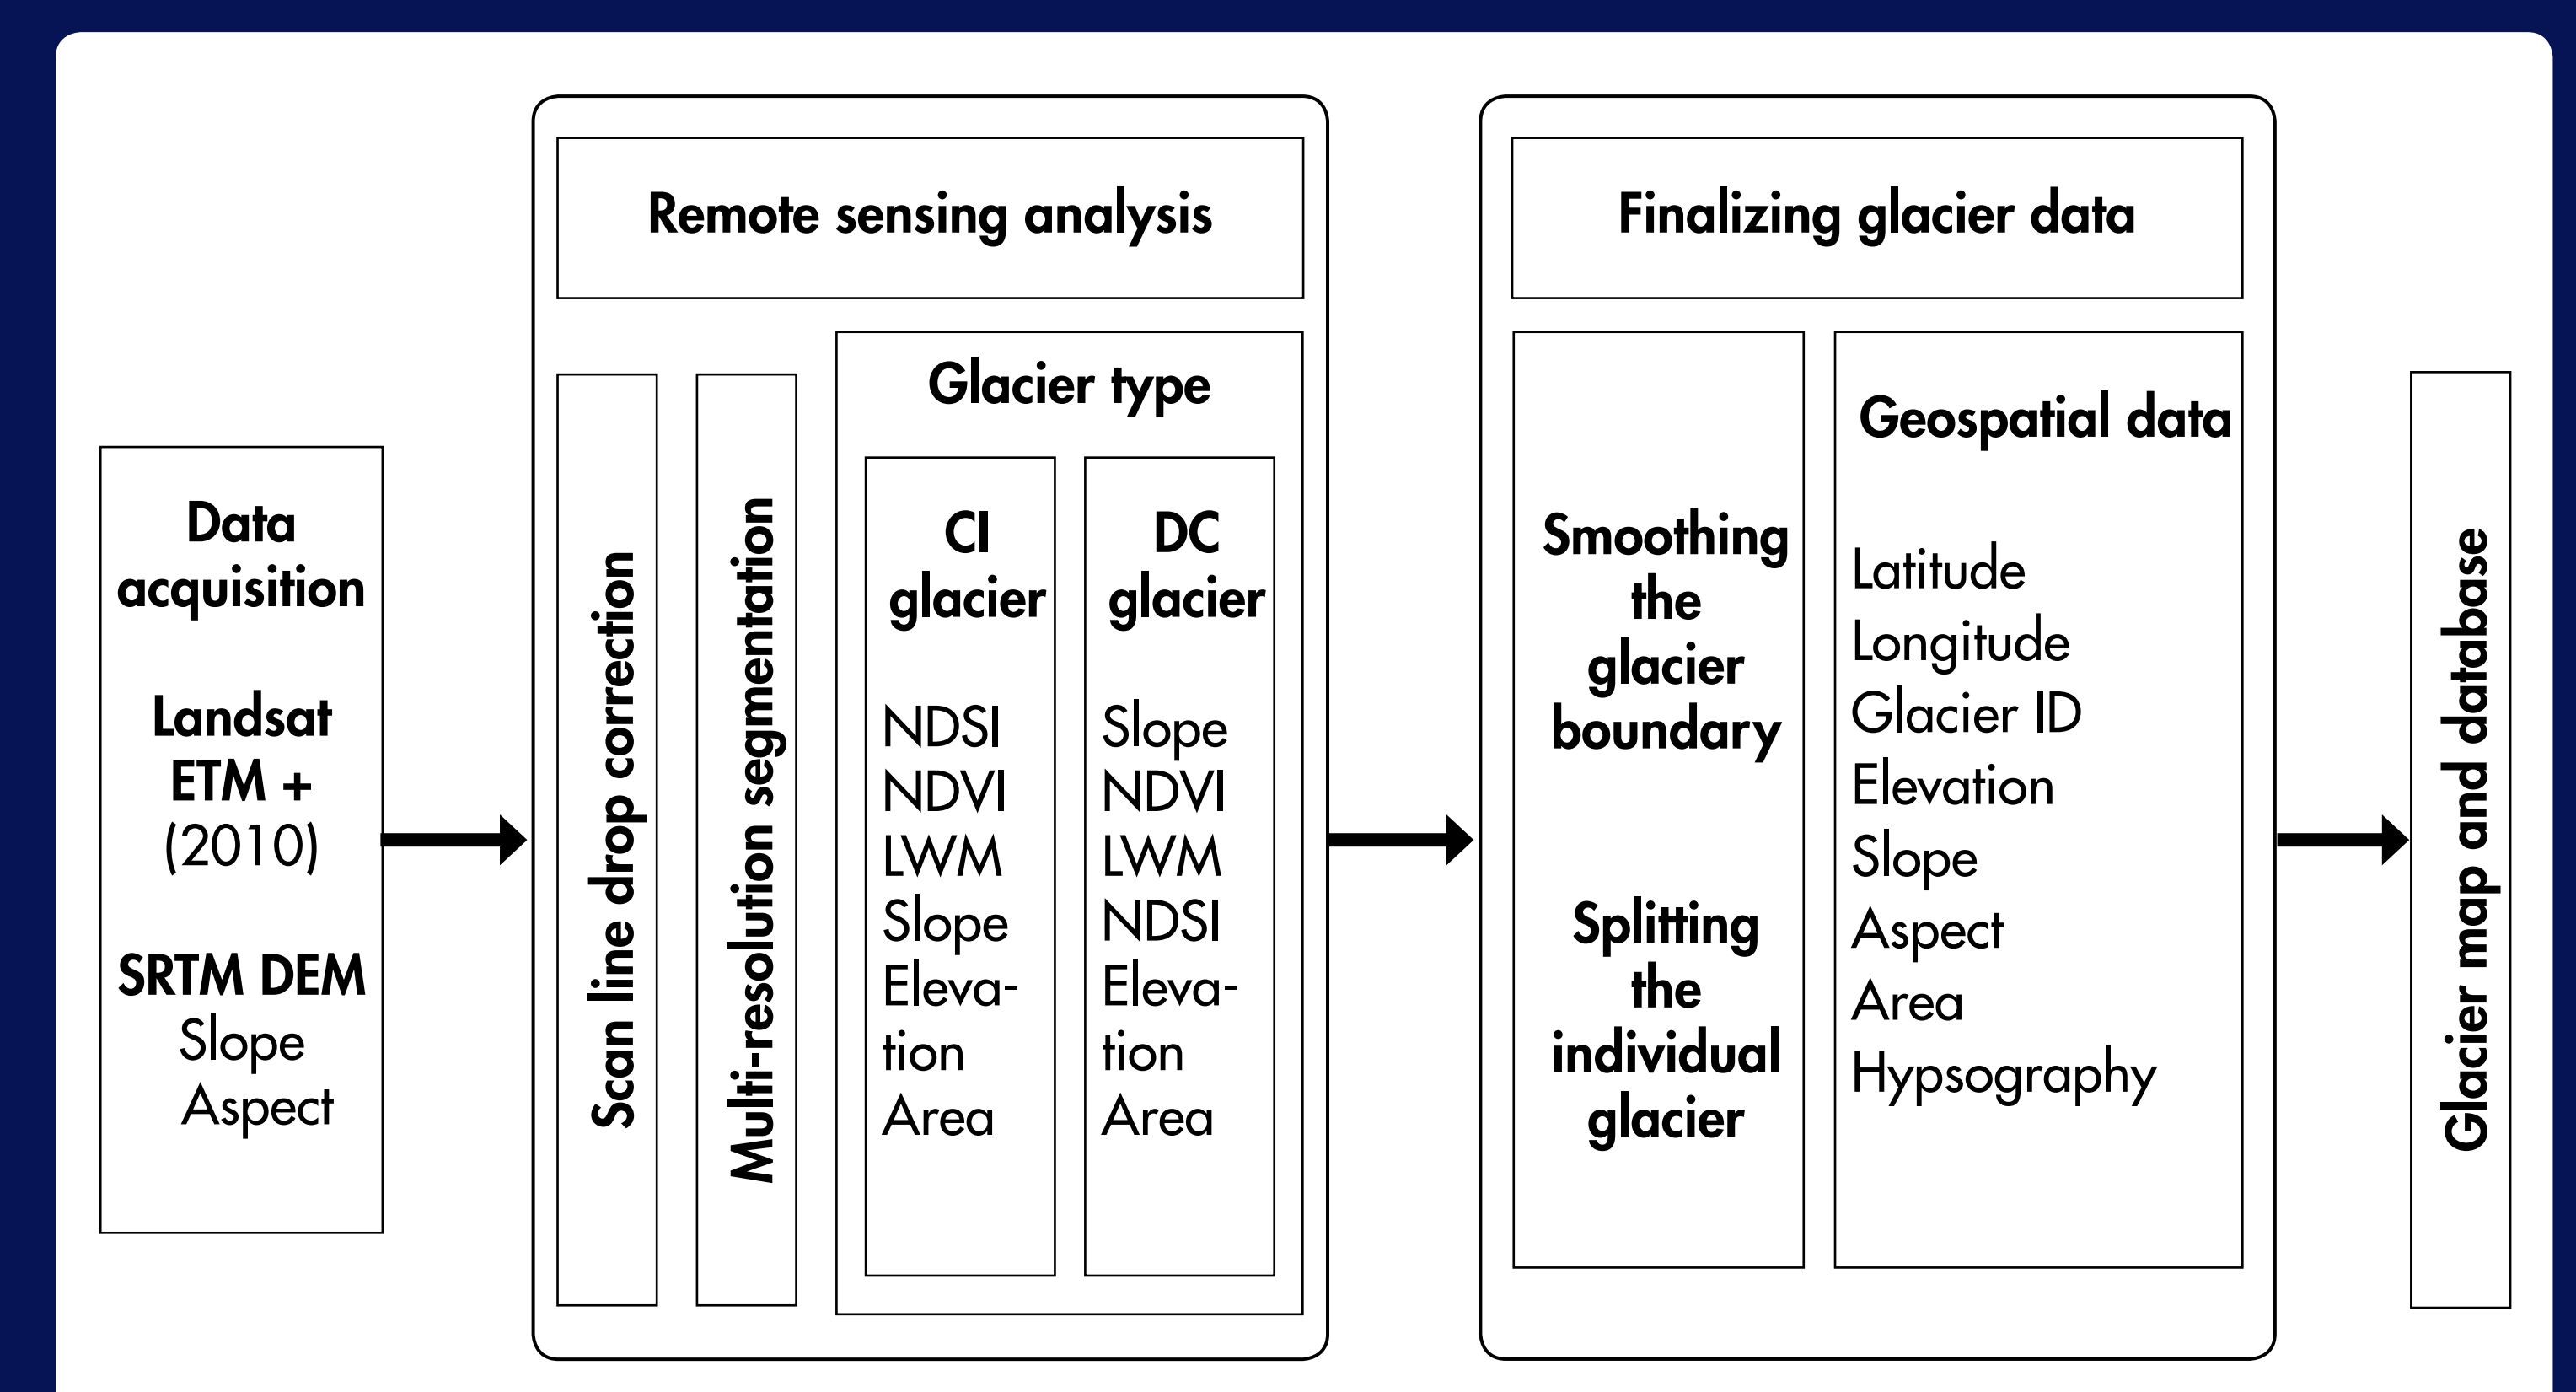 Data
acquisition
Landsat
ETM +
(2010)
SRTM DEM
Slope
Aspect
Remote sensing analysis
Scan line drop correction
Multi-resolution segmentation
Glacier type
CI
glacier
NDSI
NDVI
LWM
Slope
Eleva-
tion
Area
DC
glacier
Slope
NDVI
LWM
NDSI
Eleva-
tion
Area
Finalizing glacier data
Smoothing
the
glacier
boundary
Splitting
the
individual
glacier
Geospatial data
Latitude
Longitude
Glacier ID
Elevation
Slope
Aspect
Area
Hypsography
Glacier map and database